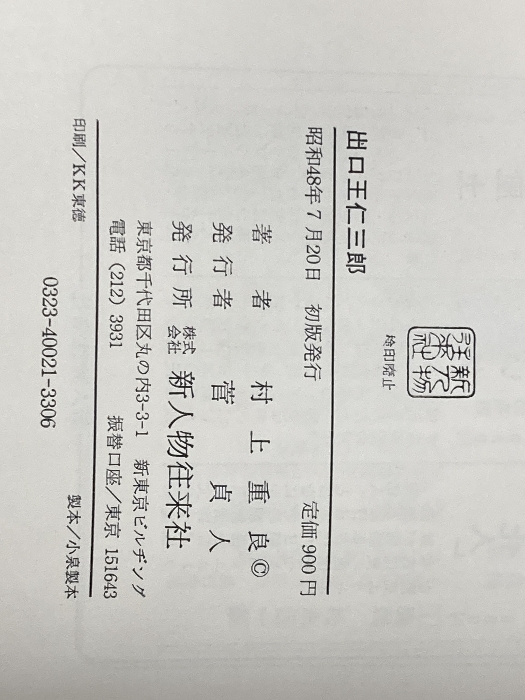 新人物
往来社
検印廃止
出口王仁三郎
昭和48年7月20日 初版発行 定価 900円
著者 村上重良©
発行者 菅貞人
発行所 株式会社 新人物往来社
東京都千代田区丸の内3-3-1 新東京ビルヂング
電話 (212) 3931 振替口座/東京 151643
印刷/KK東徳 製本/小泉製本
0323-40021-3306